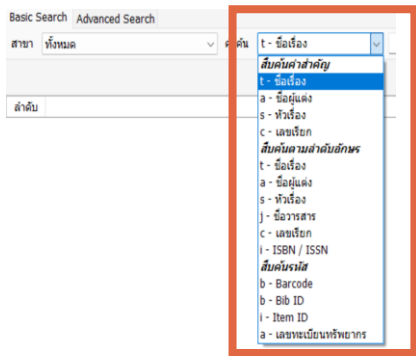 Basic Search Advanced Search
สาขา ทั้งหมด คำค้น t - ชื่อเรื่อง
สืบค้นคำสำคัญ
t - ชื่อเรื่อง
a - ชื่อผู้แต่ง
s - หัวเรื่อง
c - เลขเรียก
สืบค้นตามลำดับอักษร
t - ชื่อเรื่อง
a - ชื่อผู้แต่ง
s - หัวเรื่อง
j - ชื่อวารสาร
c - เลขเรียก
i - ISBN / ISSN
สืบค้นรหัส
b - Barcode
b - Bib ID
i - Item ID
a - เลขทะเบียนทรัพยากร
ลำดับ